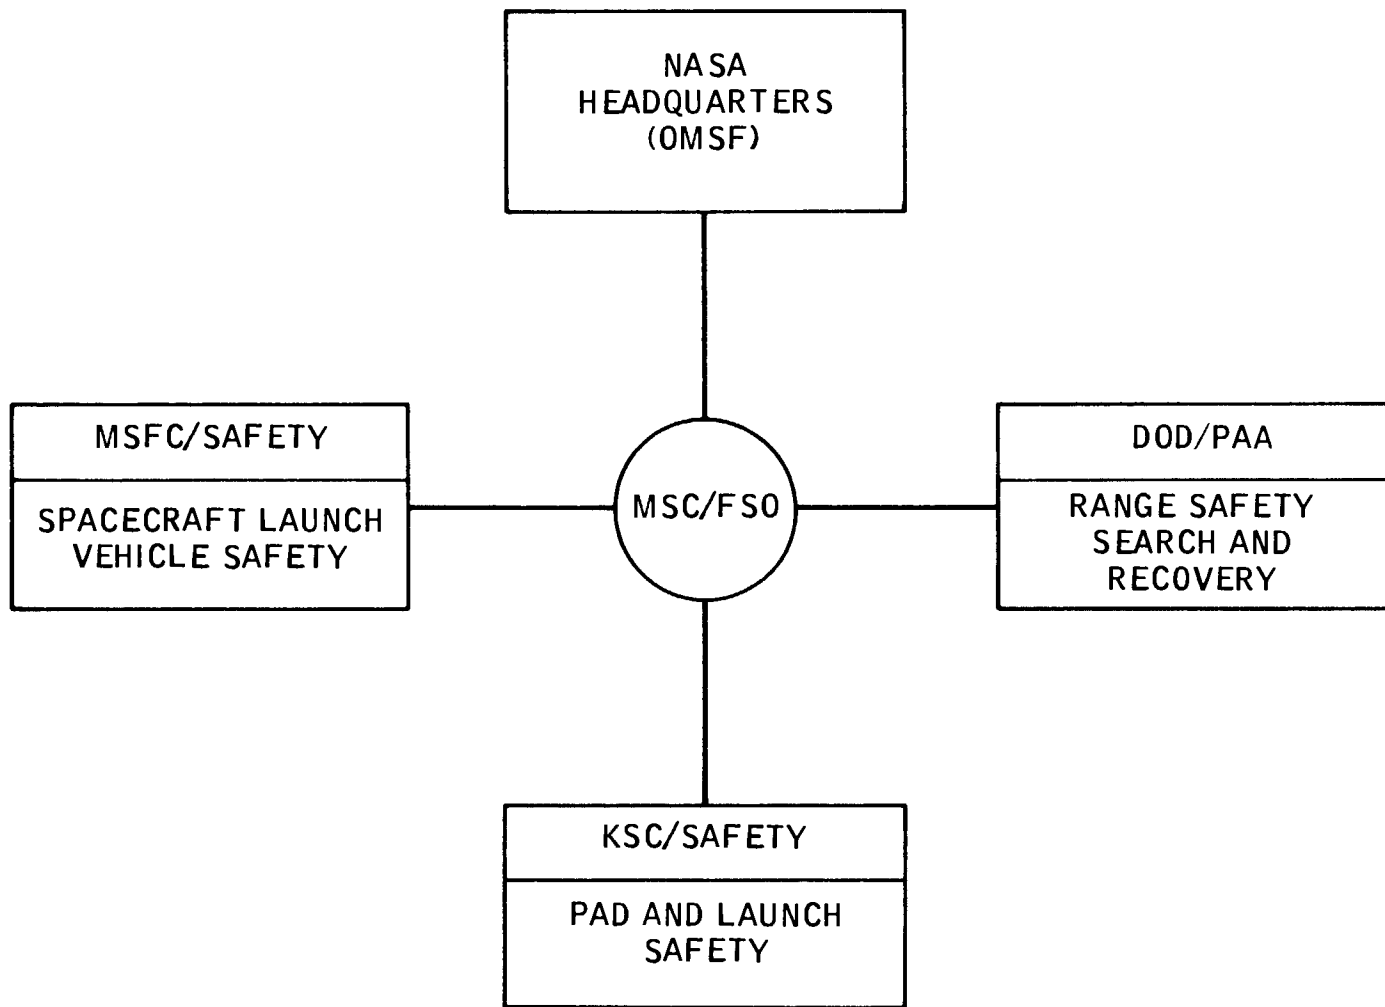 NASA
HEADQUARTERS
(OMSF)
MSFC/SAFETY
SPACECRAFT LAUNCH
VEHICLE SAFETY
MSC/FSO
DOD/PAA
RANGE SAFETY
SEARCH AND
RECOVERY
KSC/SAFETY
PAD AND LAUNCH
SAFETY